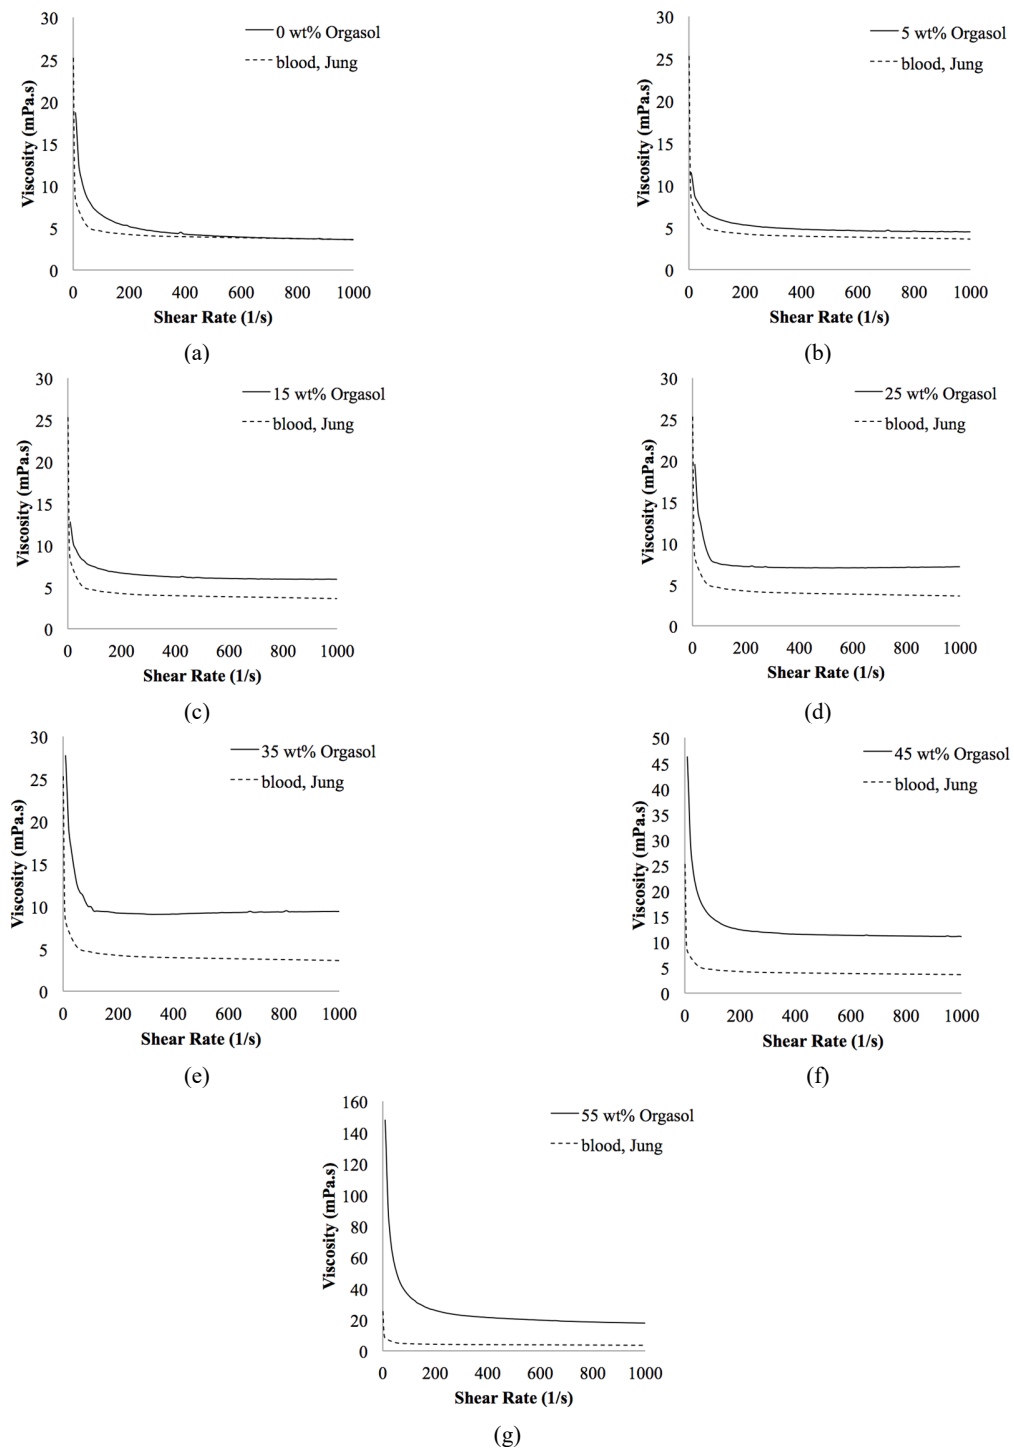 30
25
20
15
10
5
0
Viscosity (mPa.s)
0 wt% Orgasol
blood, Jung
0 200 400 600 800 1000
Shear Rate (1/s)
(a)
30
25
20
15
10
5
0
Viscosity (mPa.s)
5 wt% Orgasol
blood, Jung
0 200 400 600 800 1000
Shear Rate (1/s)
(b)
30
25
20
15
10
5
0
Viscosity (mPa.s)
15 wt% Orgasol
blood, Jung
0 200 400 600 800 1000
Shear Rate (1/s)
(c)
30
25
20
15
10
5
0
Viscosity (mPa.s)
25 wt% Orgasol
blood, Jung
0 200 400 600 800 1000
Shear Rate (1/s)
(d)
30
25
20
15
10
5
0
Viscosity (mPa.s)
35 wt% Orgasol
blood, Jung
0 200 400 600 800 1000
Shear Rate (1/s)
(e)
50
45
40
35
30
25
20
15
10
5
0
Viscosity (mPa.s)
45 wt% Orgasol
blood, Jung
0 200 400 600 800 1000
Shear Rate (1/s)
(f)
160
140
120
100
80
60
40
20
0
Viscosity (mPa.s)
55 wt% Orgasol
blood, Jung
0 200 400 600 800 1000
Shear Rate (1/s)
(g)